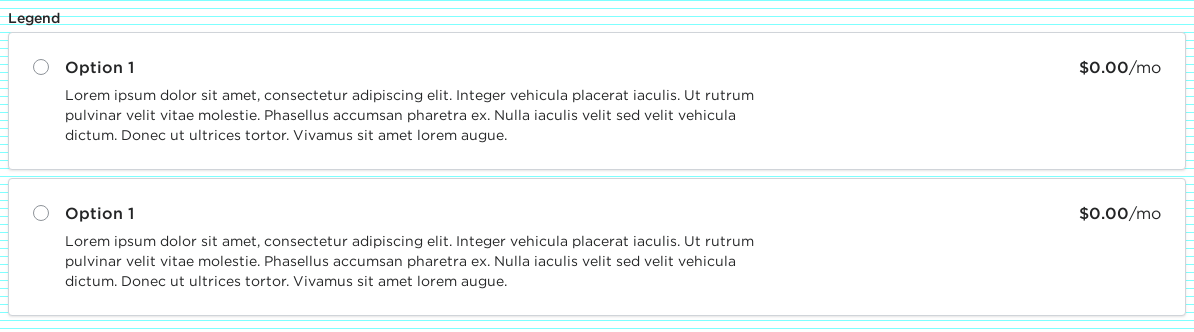 Legend
Option 1 $0.00/mo
Lorem ipsum dolor sit amet, consectetur adipiscing elit. Integer vehicula placerat iaculis. Ut rutrum
pulvinar velit vitae molestie. Phasellus accumsan pharetra ex. Nulla iaculis velit sed velit vehicula
dictum. Donec ut ultrices tortor. Vivamus sit amet lorem augue.
Option 1 $0.00/mo
Lorem ipsum dolor sit amet, consectetur adipiscing elit. Integer vehicula placerat iaculis. Ut rutrum
pulvinar velit vitae molestie. Phasellus accumsan pharetra ex. Nulla iaculis velit sed velit vehicula
dictum. Donec ut ultrices tortor. Vivamus sit amet lorem augue.